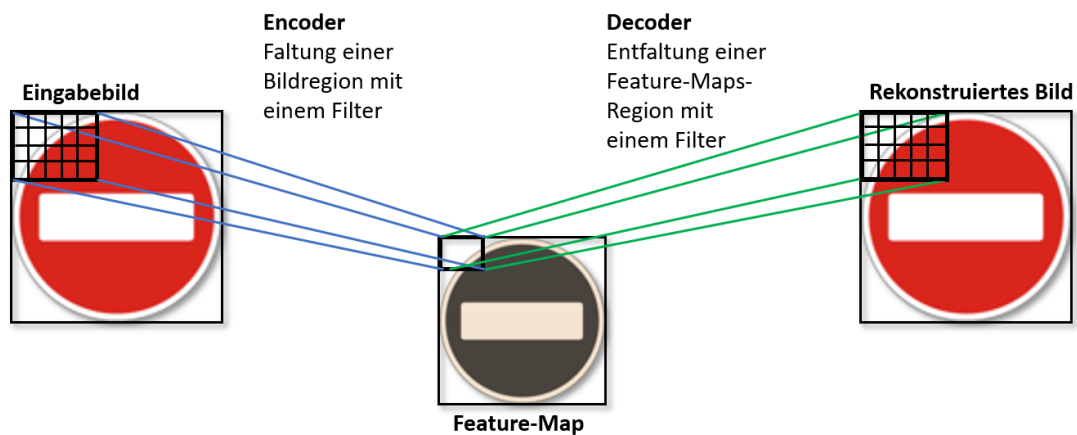 Encoder
Faltung einer
Bildregion mit
einem Filter
Decoder
Entfaltung einer
Feature-Maps-
Region mit
einem Filter
Eingabebild
Rekonstruiertes Bild
Feature-Map